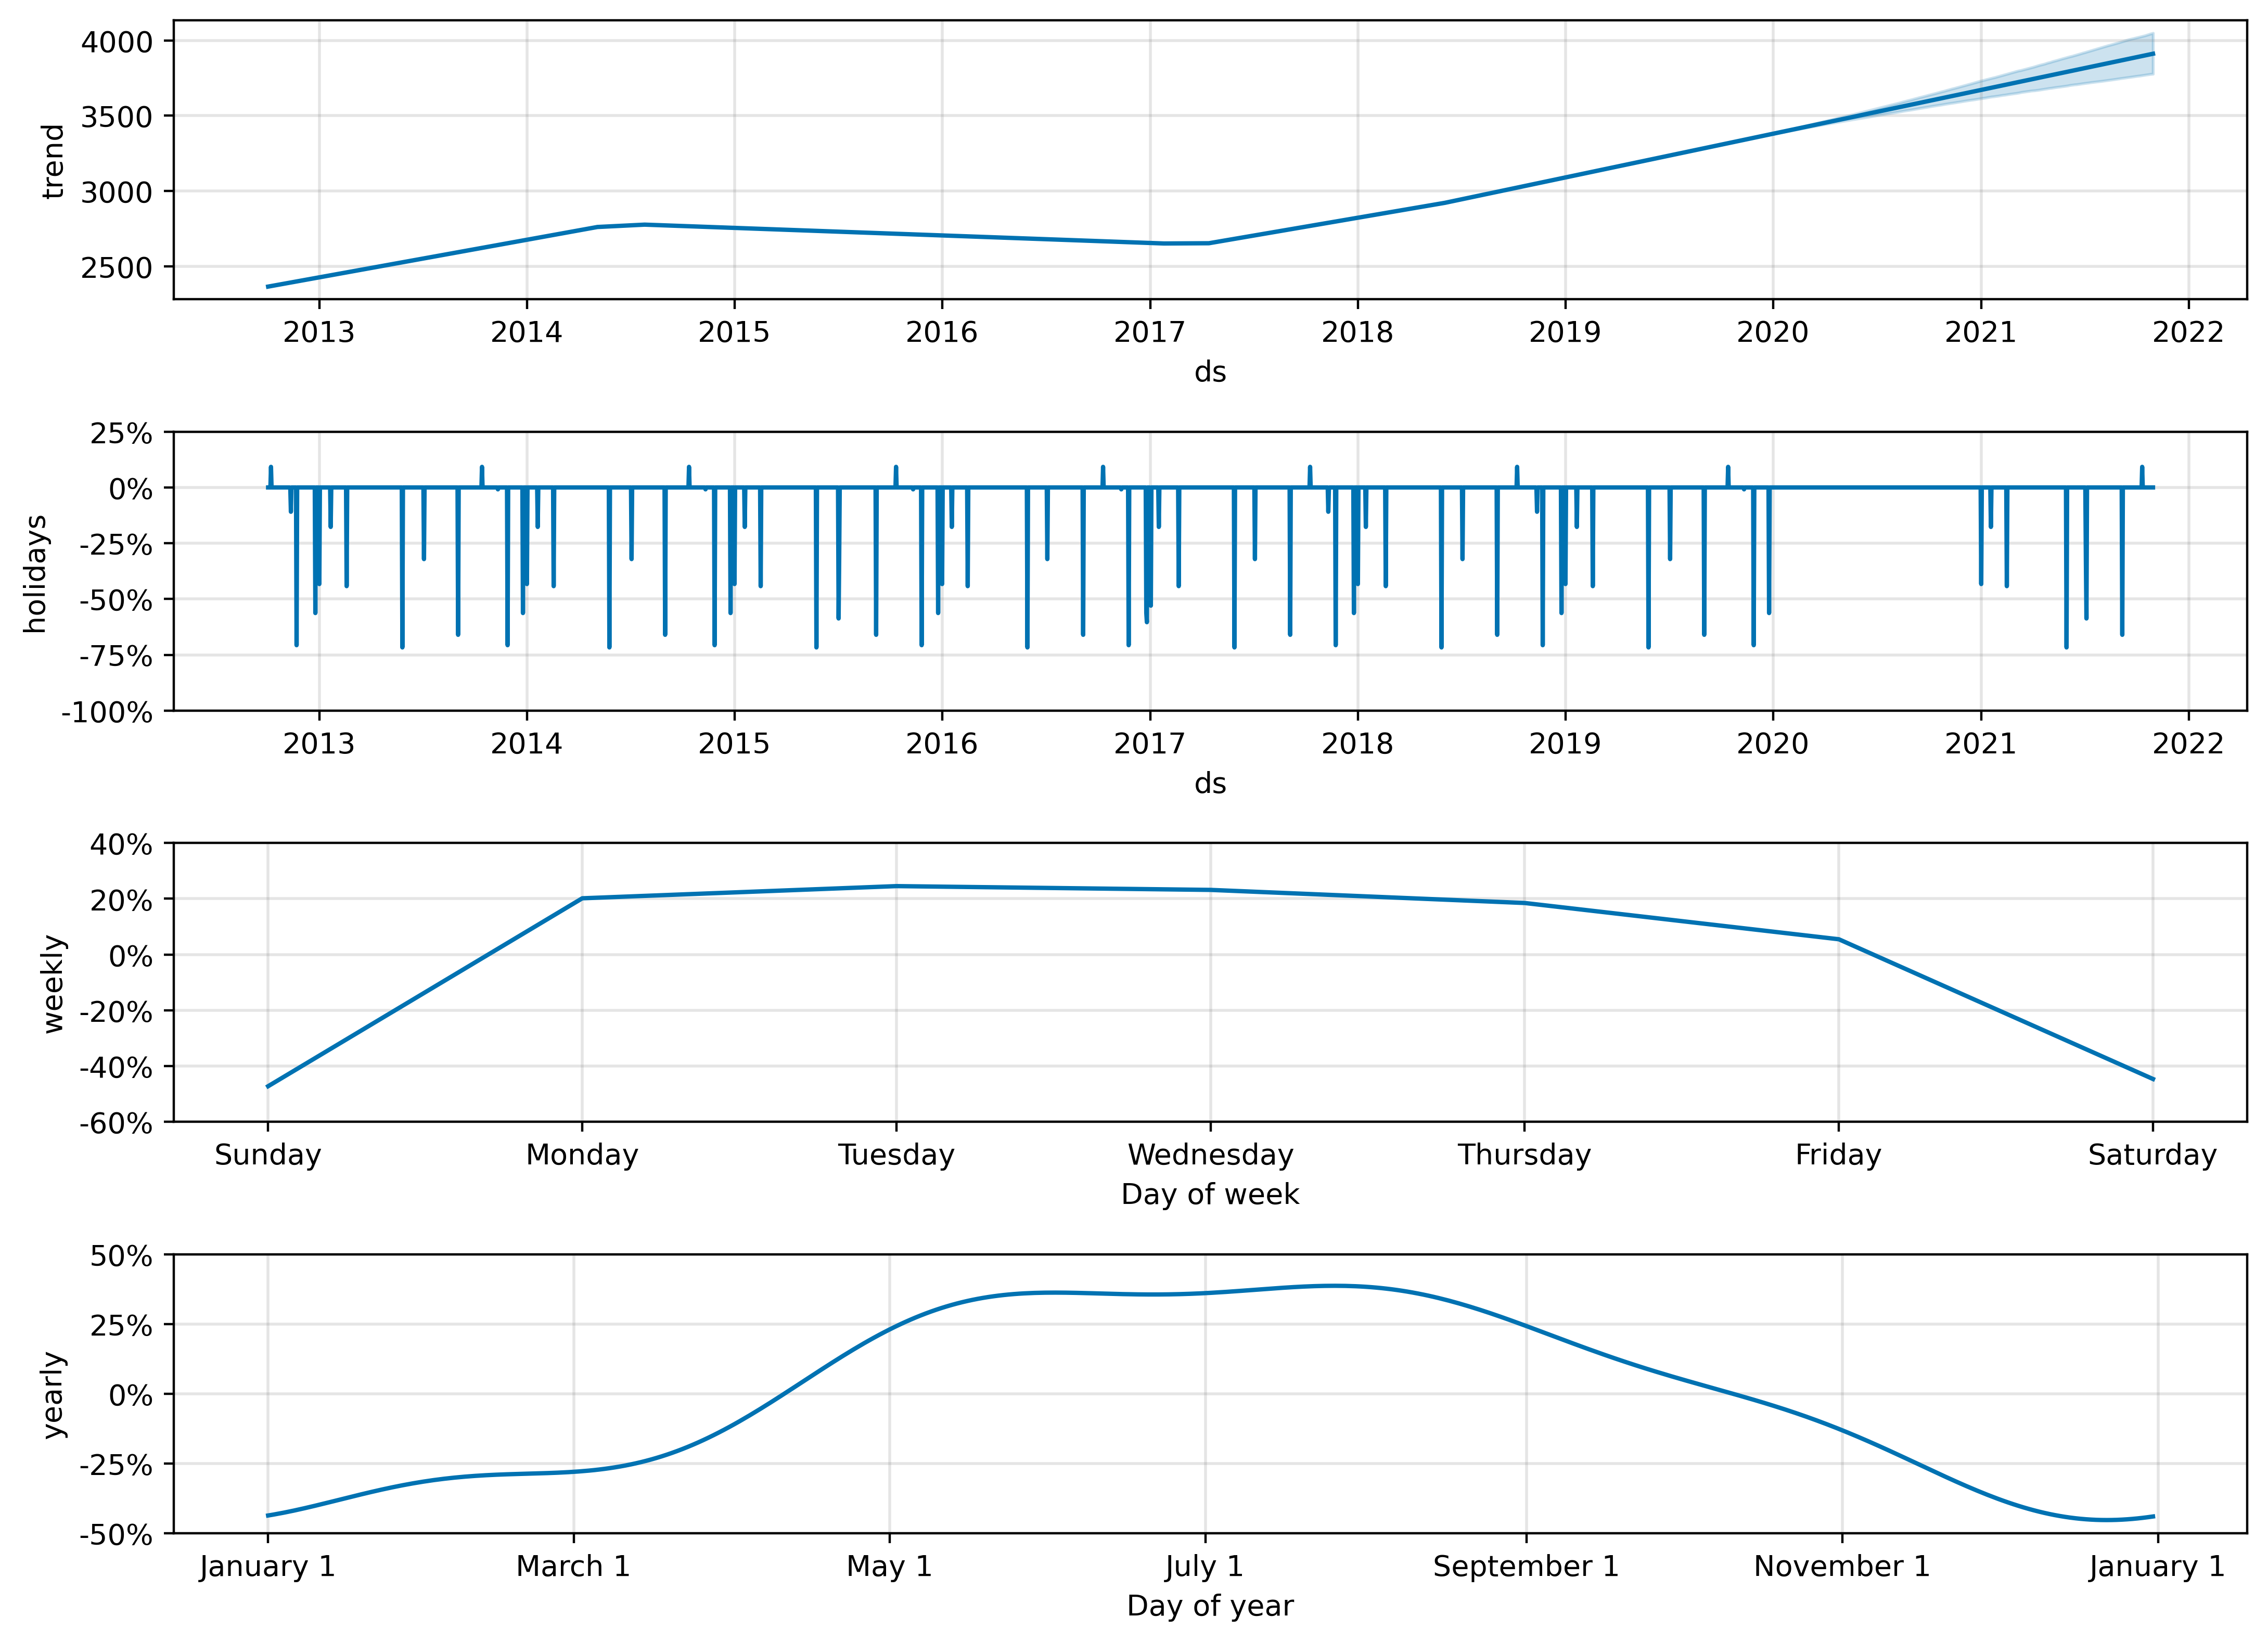 trend
4000
3500
3000
2500
2013 2014 2015 2016 2017 2018 2019 2020 2021 2022
ds
holidays
25%
0%
-25%
-50%
-75%
-100%
2013 2014 2015 2016 2017 2018 2019 2020 2021 2022
ds
weekly
40%
20%
0%
-20%
-40%
-60%
Sunday Monday Tuesday Wednesday Thursday Friday Saturday
Day of week
yearly
50%
25%
0%
-25%
-50%
January 1 March 1 May 1 July 1 September 1 November 1 January 1
Day of year